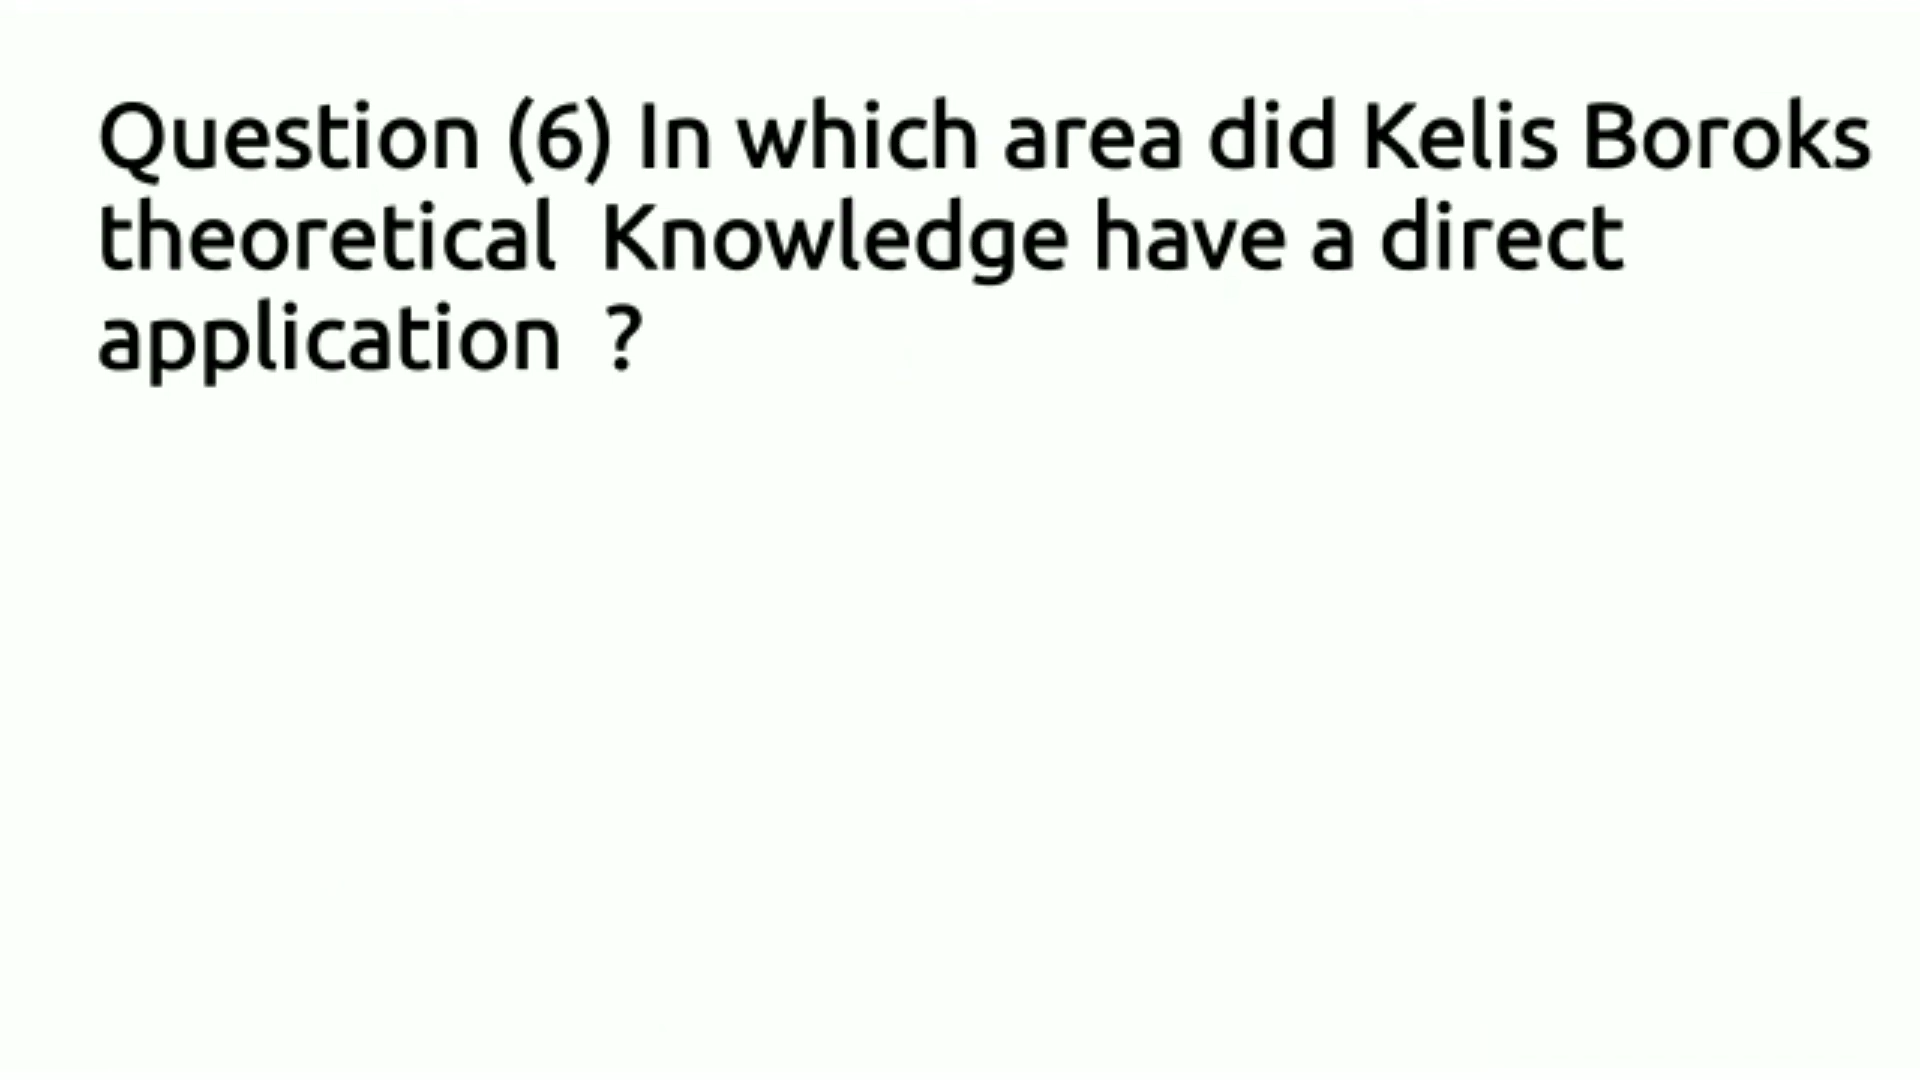 Question (6) In which area did Kelis Boroks
theoretical Knowledge have a direct
application ?